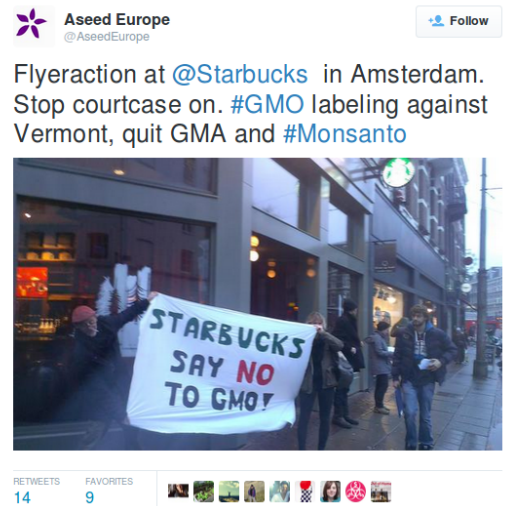 Aseed Europe
@AseedEurope
Follow
Flyeraction at @Starbucks in Amsterdam.
Stop courtcase on. #GMO labeling against
Vermont, quit GMA and #Monsanto
STARBUCKS
SAY NO
TO GMO!
RETWEETS
FAVORITES
14
9